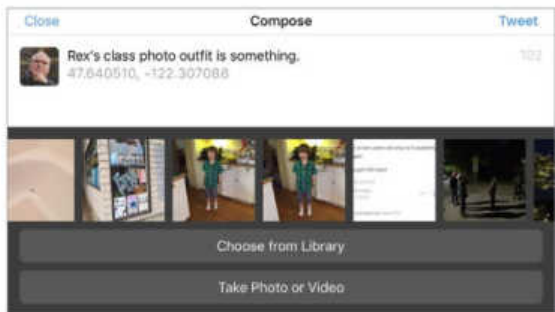 Close Compose Tweet
Rex's class photo outfit is something.
47.640510, -122.307088
Choose from Library
Take Photo or Video